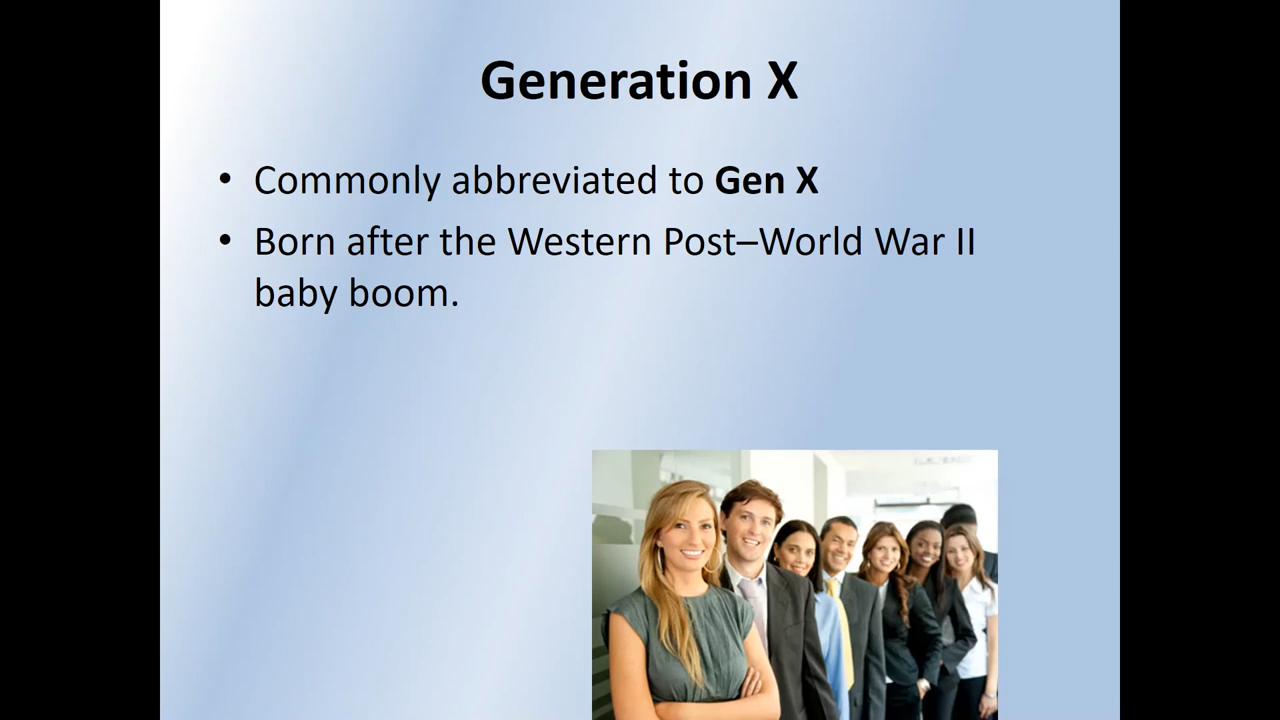 Generation X
• Commonly abbreviated to Gen X
• Born after the Western Post–World War II
baby boom.